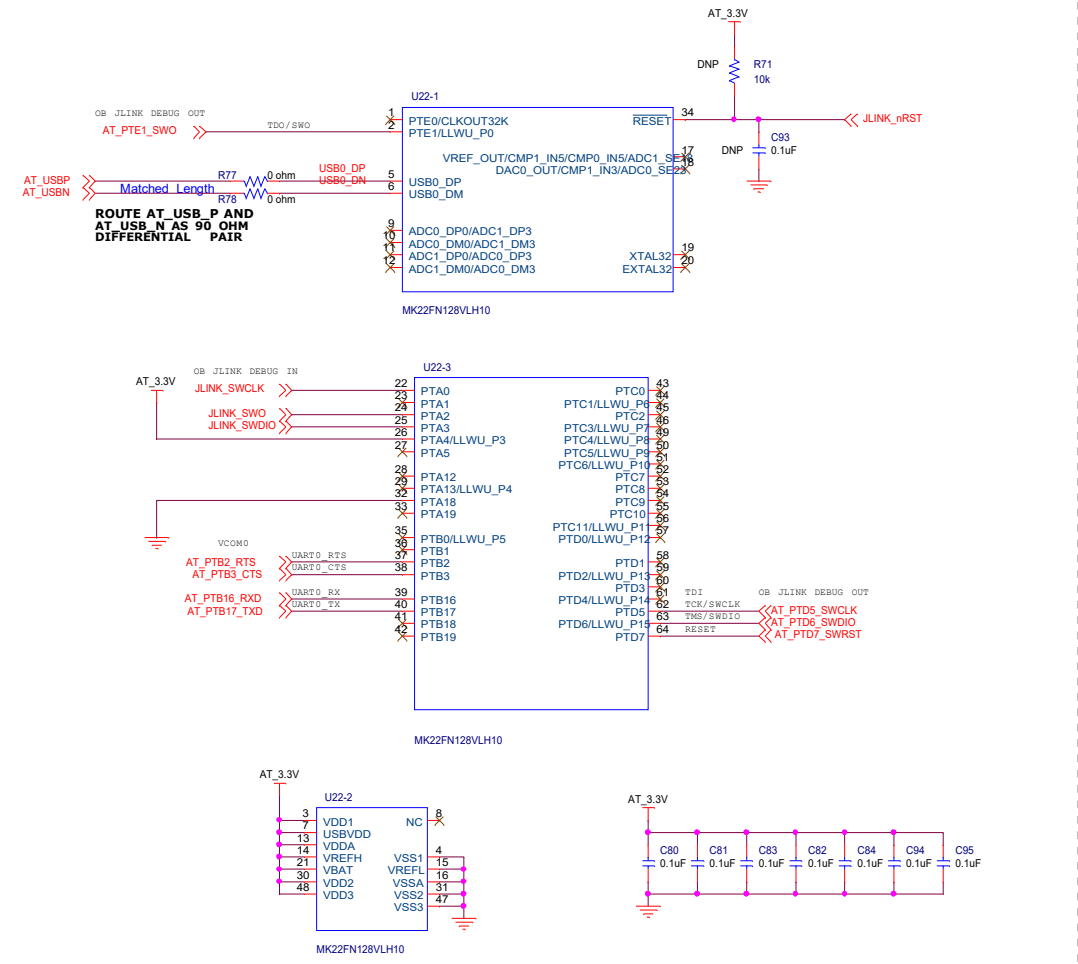 AT_3.3V
DNP
R71
10k
U22-1
OB JLINK DEBUG OUT
AT_PTE1_SWO
TDO/SWO
1
2
PTE0/CLKOUT32K
PTE1/LLWU_P0
RESET
34
JLINK_nRST
C93
0.1uF
DNP
VREF_OUT/CMP1_IN5/CMP0_IN5/ADC1_SE18
17
DAC0_OUT/CMP1_IN3/ADC0_SE23
18
AT_USBP
AT_USBN
Matched Length
R77
0 ohm
R78
0 ohm
USB0_DP
USB0_DN
5
6
USB0_DP
USB0_DM
ROUTE AT_USB_P AND
AT_USB_N AS 90 OHM
DIFFERENTIAL PAIR
9
ADC0_DP0/ADC1_DP3
10
ADC0_DM0/ADC1_DM3
11
ADC1_DP0/ADC0_DP3
12
ADC1_DM0/ADC0_DM3
XTAL32
19
EXTAL32
20
MK22FN128VLH10
U22-3
OB JLINK DEBUG IN
AT_3.3V
JLINK_SWCLK
JLINK_SWO
JLINK_SWDIO
22
PTA0
23
PTA1
24
PTA2
25
PTA3
26
PTA4/LLWU_P3
27
PTA5
28
PTA12
29
PTA13/LLWU_P4
32
PTA18
33
PTA19
35
PTB0/LLWU_P5
36
PTB1
37
PTB2
38
PTB3
39
PTB16
40
PTB17
41
PTB18
42
PTB19
VCOM0
AT_PTB2_RTS
UART0_RTS
AT_PTB3_CTS
UART0_CTS
AT_PTB16_RXD
UART0_RX
AT_PTB17_TXD
UART0_TX
PTC0
43
PTC1/LLWU_P6
44
PTC2
45
PTC3/LLWU_P7
46
PTC4/LLWU_P8
49
PTC5/LLWU_P9
50
PTC6/LLWU_P10
51
PTC7
52
PTC8
53
PTC9
54
PTC10
55
PTC11/LLWU_P11
56
PTD0/LLWU_P12
57
PTD1
58
PTD2/LLWU_P13
59
PTD3
60
PTD4/LLWU_P14
61
PTD5
62
PTD6/LLWU_P15
63
PTD7
64
TDI
OB JLINK DEBUG OUT
TCK/SWCLK
AT_PTD5_SWCLK
TMS/SWDIO
AT_PTD6_SWDIO
RESET
AT_PTD7_SWRST
MK22FN128VLH10
AT_3.3V
U22-2
3
VDD1
7
USBVDD
13
VDDA
14
VREFH
21
VBAT
30
VDD2
48
VDD3
NC
8
VSS1
4
VREFL
15
VSSA
16
VSS2
31
VSS3
47
MK22FN128VLH10
AT_3.3V
C80
0.1uF
C81
0.1uF
C83
0.1uF
C82
0.1uF
C84
0.1uF
C94
0.1uF
C95
0.1uF